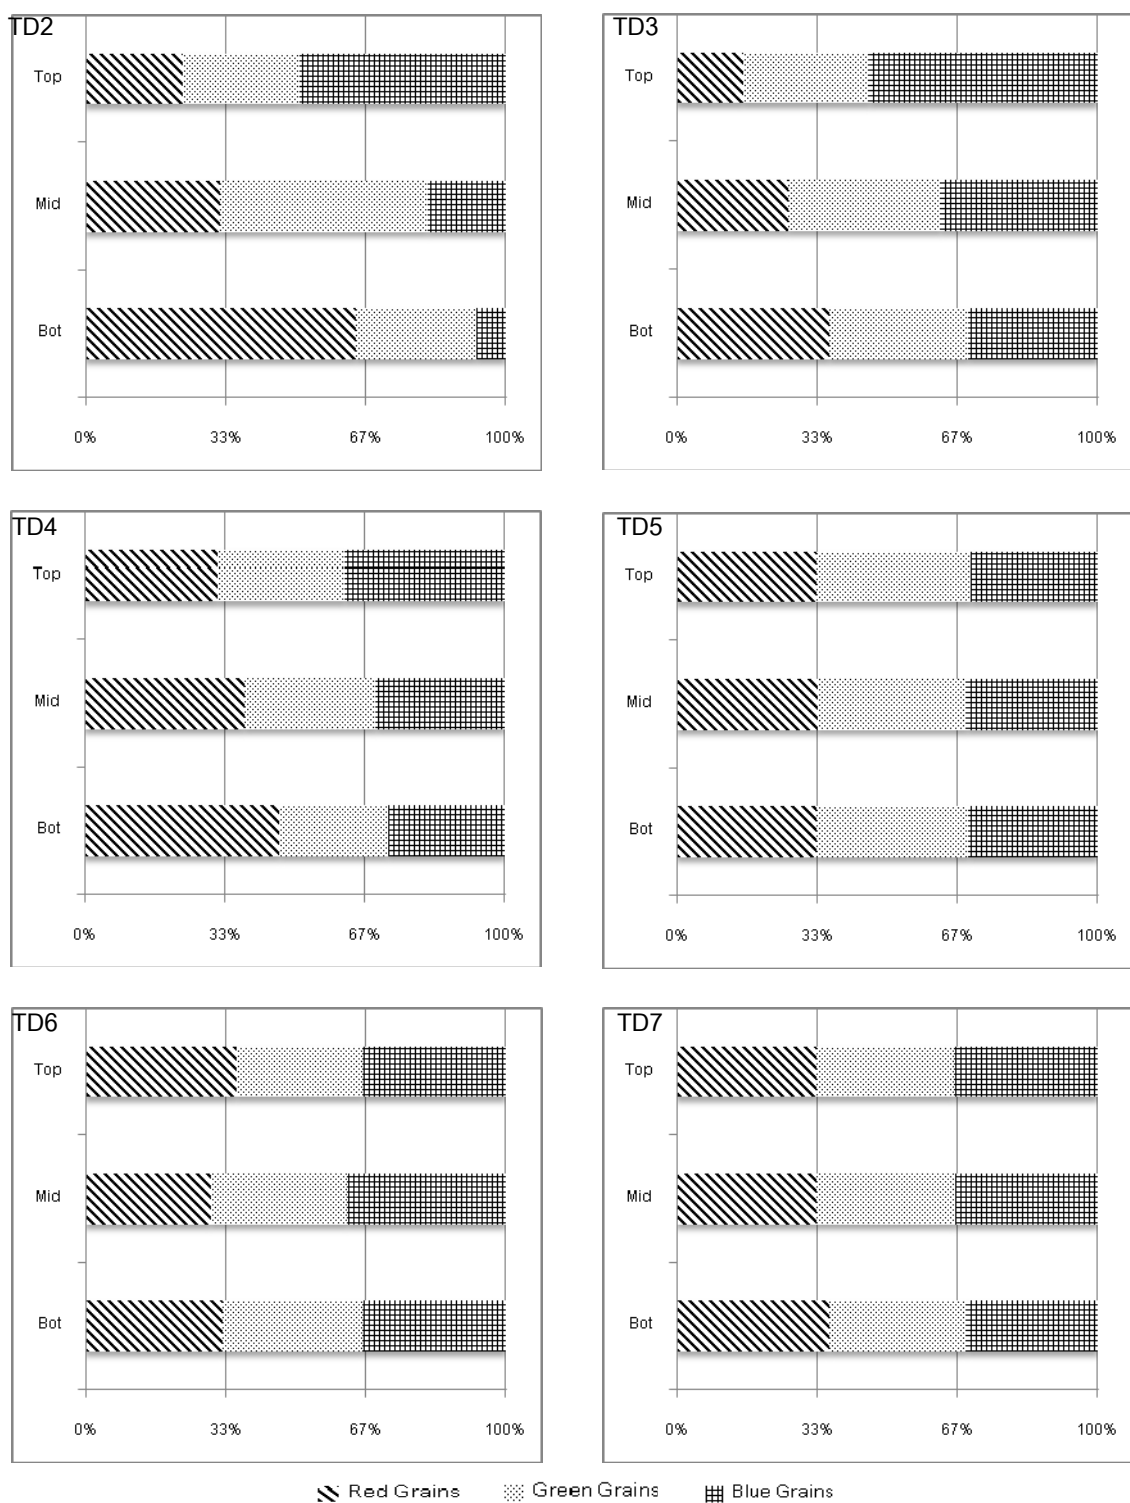 TD2
TD3
Top
Top
Mid
Mid
Bot
Bot
0% 33% 67% 100%
0% 33% 67% 100%
TD4
TD5
Top
Top
Mid
Mid
Bot
Bot
0% 33% 67% 100%
0% 33% 67% 100%
TD6
TD7
Top
Top
Mid
Mid
Bot
Bot
0% 33% 67% 100%
0% 33% 67% 100%
Red Grains Green Grains Blue Grains